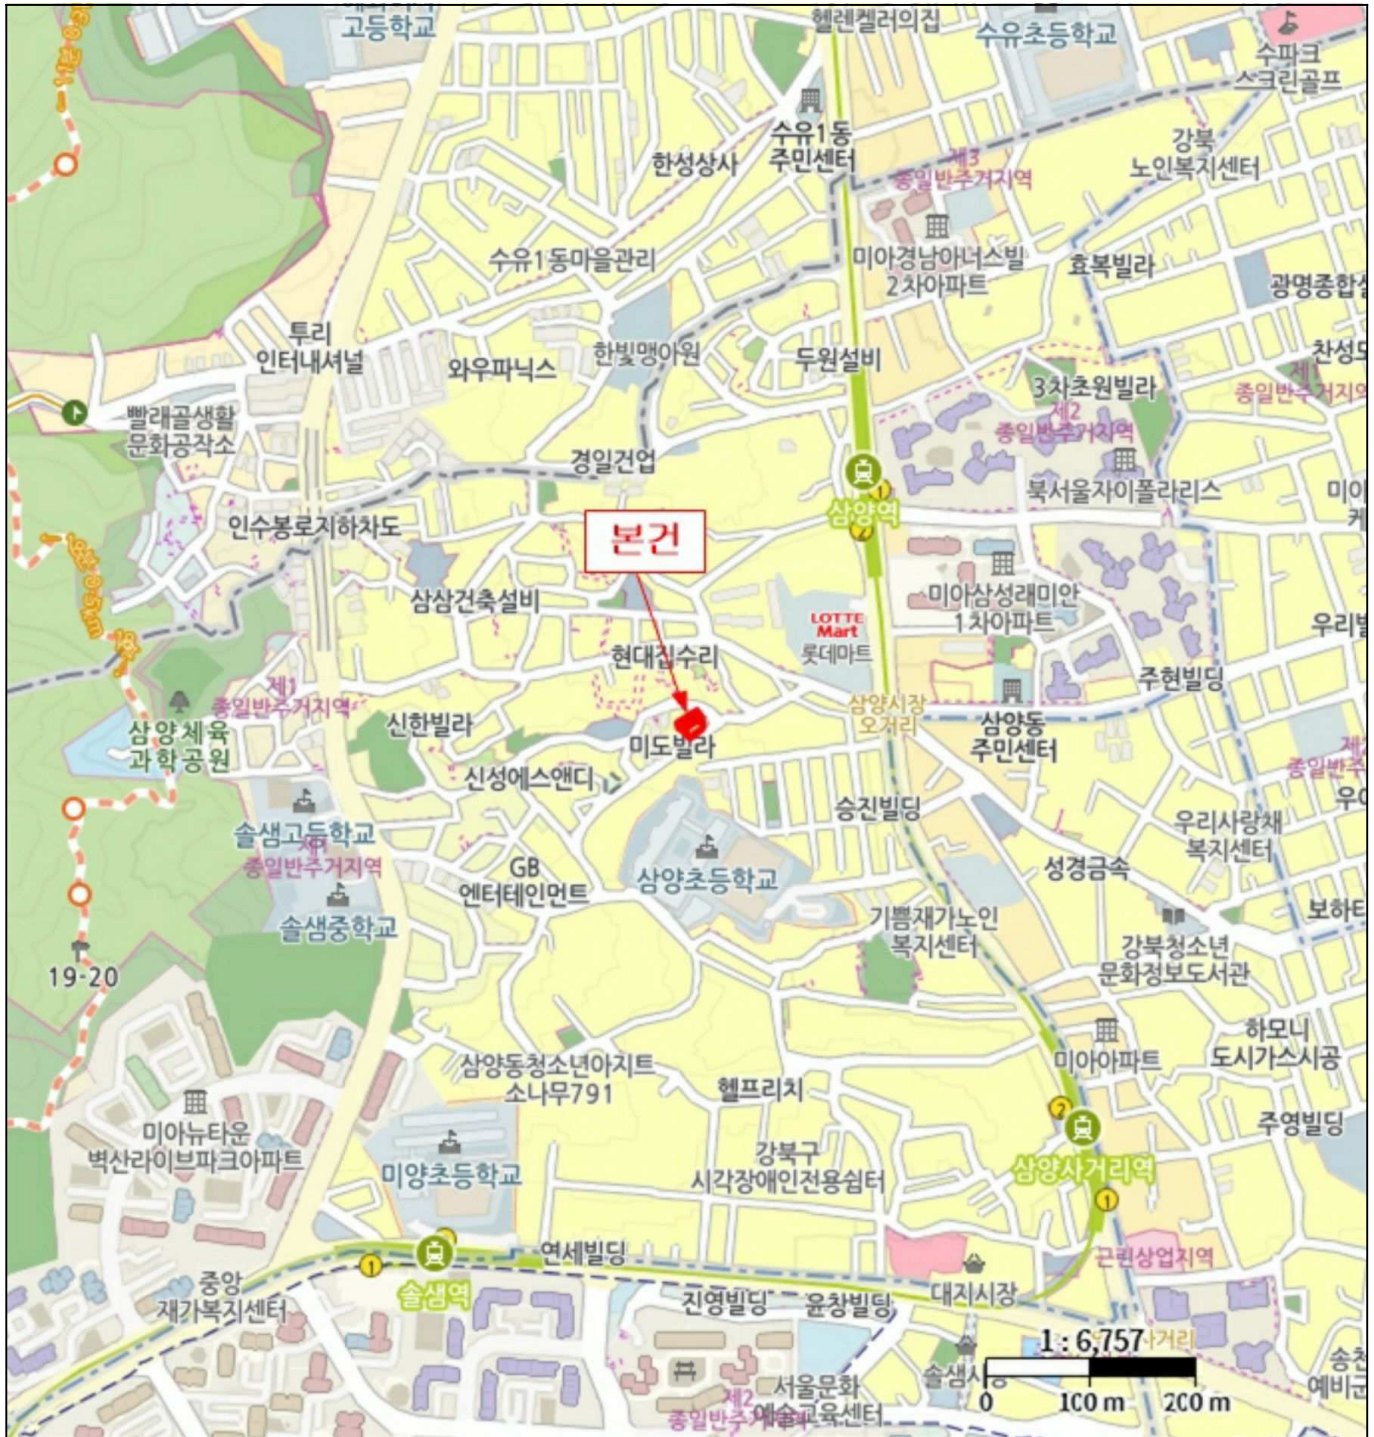 고등학교
헬렌켈러의집
수유초등학교
수파크
스크린골프
수유1동
주민센터
한성상사
강북
노인복지센터
제3
종일반주거지역
수유1동마을관리
미아경남아너스빌
2차아파트
효복빌라
광명종합설
투리
인터내셔널
와우파닉스
한빛맹아원
두원설비
찬성모
제1
종일반주거지역
3차초원빌라
제2
종일반주거지역
빨래골생활
문화공작소
경일건업
1
삼양역
2
북서울자이폴라리스
미아
케
인수봉로지하차도
본건
삼삼건축설비
LOTTE
Mart
롯데마트
미아삼성래미안
1차아파트
우리빌
현대집수리
주현빌딩
제1
종일반주거지역
삼양체육
과학공원
신한빌라
미도빌라
삼양시장
오거리
삼양동
주민센터
제2
종일반주
신성에스앤디
승진빌딩
우리사랑채
복지센터
솔샘고등학교
제1
종일반주거지역
GB
엔터테인먼트
삼양초등학교
성경금속
솔샘중학교
기쁨재가노인
복지센터
보하타
강북청소년
문화정보도서관
19-20
하모니
도시가스시공
미아아파트
삼양동청소년아지트
소나무791
헬프리치
2
주영빌딩
미아뉴타운
벽산라이브파크아파트
미양초등학교
강북구
시각장애인전용쉼터
삼양사거리역
1
연세빌딩
근린상업지역
1
솔샘역
중앙
재가복지센터
진영빌딩
윤창빌딩
대지시장
1 : 6,757
사거리
솔샘시
0
100 m
200 m
송천
예비군
서울문화
예술교육센터
제2
종일반주거지역